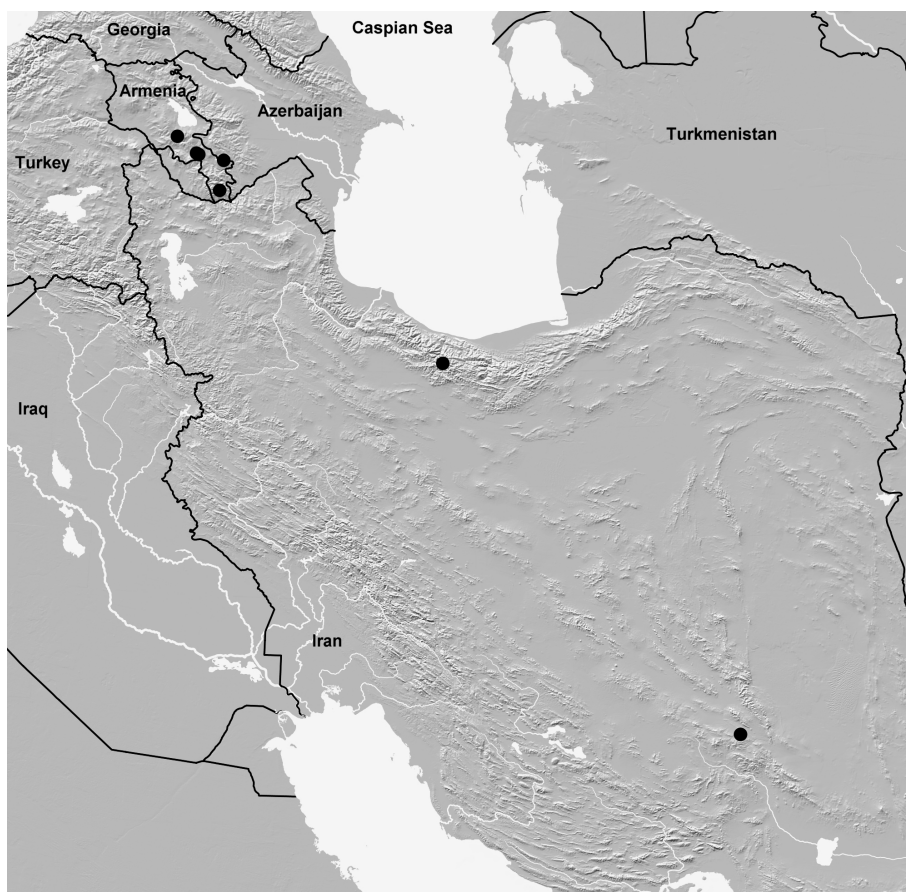 Georgia
Caspian Sea
Armenia
Azerbaijan
Turkmenistan
Turkey
Iraq
Iran